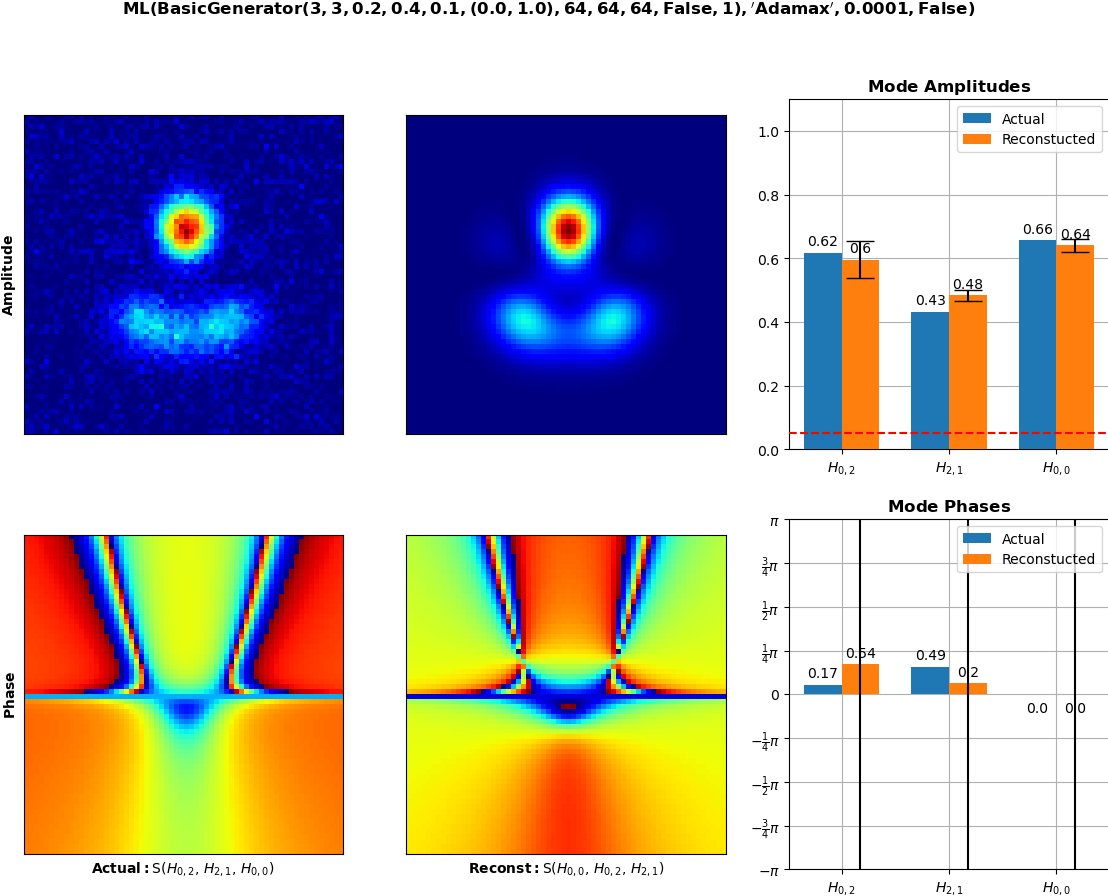 ML(BasicGenerator(3, 3, 0.2, 0.4, 0.1, (0.0, 1.0), 64, 64, 64, False, 1), 'Adamax', 0.0001, False)
Amplitude
Mode Amplitudes
Actual
Reconstucted
1.0
0.8
0.6
0.4
0.2
0.0
0.62
0.6
0.43
0.48
0.66
0.64
H0,2
H2,1
H0,0
Phase
Actual: S(H0,2, H2,1, H0,0)
Reconst: S(H0,0, H0,2, H2,1)
Mode Phases
Actual
Reconstucted
π
3/4π
1/2π
1/4π
0
−1/4π
−1/2π
−3/4π
−π
0.17
0.54
0.49
0.2
0.0
0.0
H0,2
H2,1
H0,0